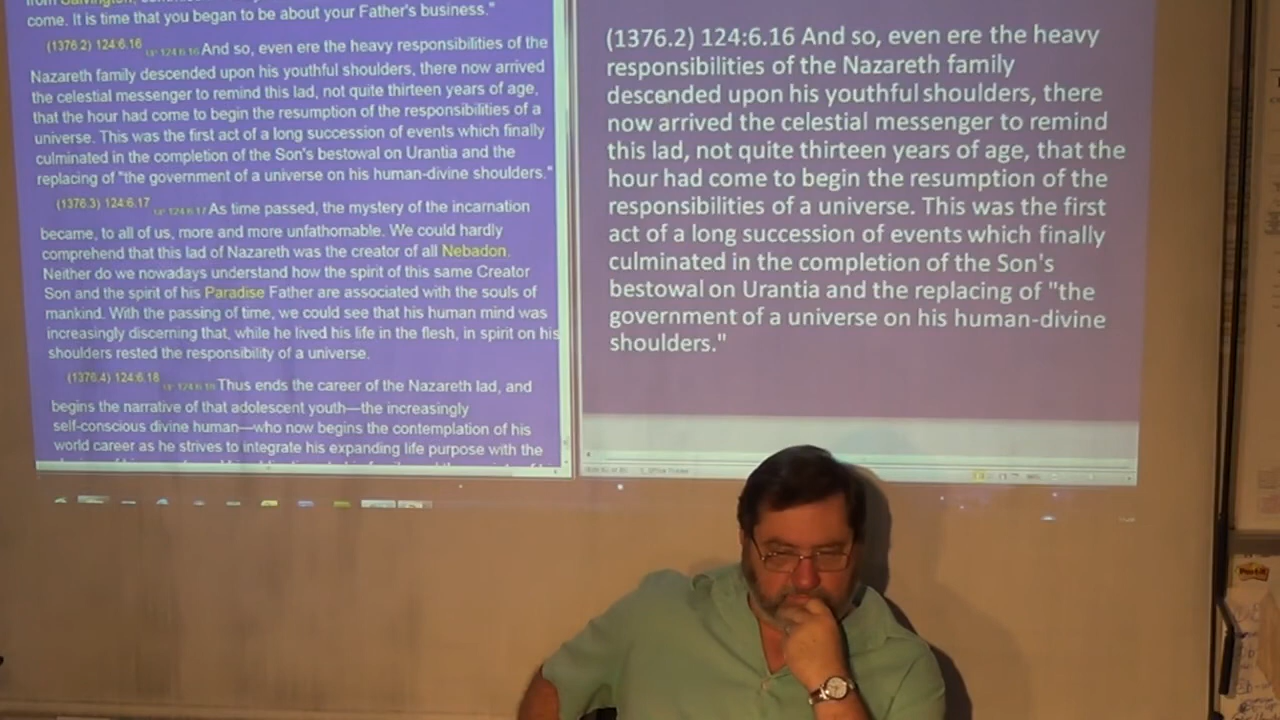 come. It is time that you began to be about your Father's business."
(1376.2) 124:6.16 And so, even ere the heavy responsibilities of the
Nazareth family descended upon his youthful shoulders, there now arrived
the celestial messenger to remind this lad, not quite thirteen years of age,
that the hour had come to begin the resumption of the responsibilities of a
universe. This was the first act of a long succession of events which finally
culminated in the completion of the Son's bestowal on Urantia and the
replacing of "the government of a universe on his human-divine shoulders."
(1376.3) 124:6.17 As time passed, the mystery of the incarnation
became, to all of us, more and more unfathomable. We could hardly
comprehend that this lad of Nazareth was the creator of all Nebadon.
Neither do we nowadays understand how the spirit of this same Creator
Son and the spirit of his Paradise Father are associated with the souls of
mankind. With the passing of time, we could see that his human mind was
increasingly discerning that, while he lived his life in the flesh, in spirit on his
shoulders rested the responsibility of a universe.
(1376.4) 124:6.18 Thus ends the career of the Nazareth lad, and
begins the narrative of that adolescent youth—the increasingly
self-conscious divine human—who now begins the contemplation of his
world career as he strives to integrate his expanding life purpose with the
(1376.2) 124:6.16 And so, even ere the heavy
responsibilities of the Nazareth family
descended upon his youthful shoulders, there
now arrived the celestial messenger to remind
this lad, not quite thirteen years of age, that the
hour had come to begin the resumption of the
responsibilities of a universe. This was the first
act of a long succession of events which finally
culminated in the completion of the Son's
bestowal on Urantia and the replacing of "the
government of a universe on his human-divine
shoulders."
Post-it